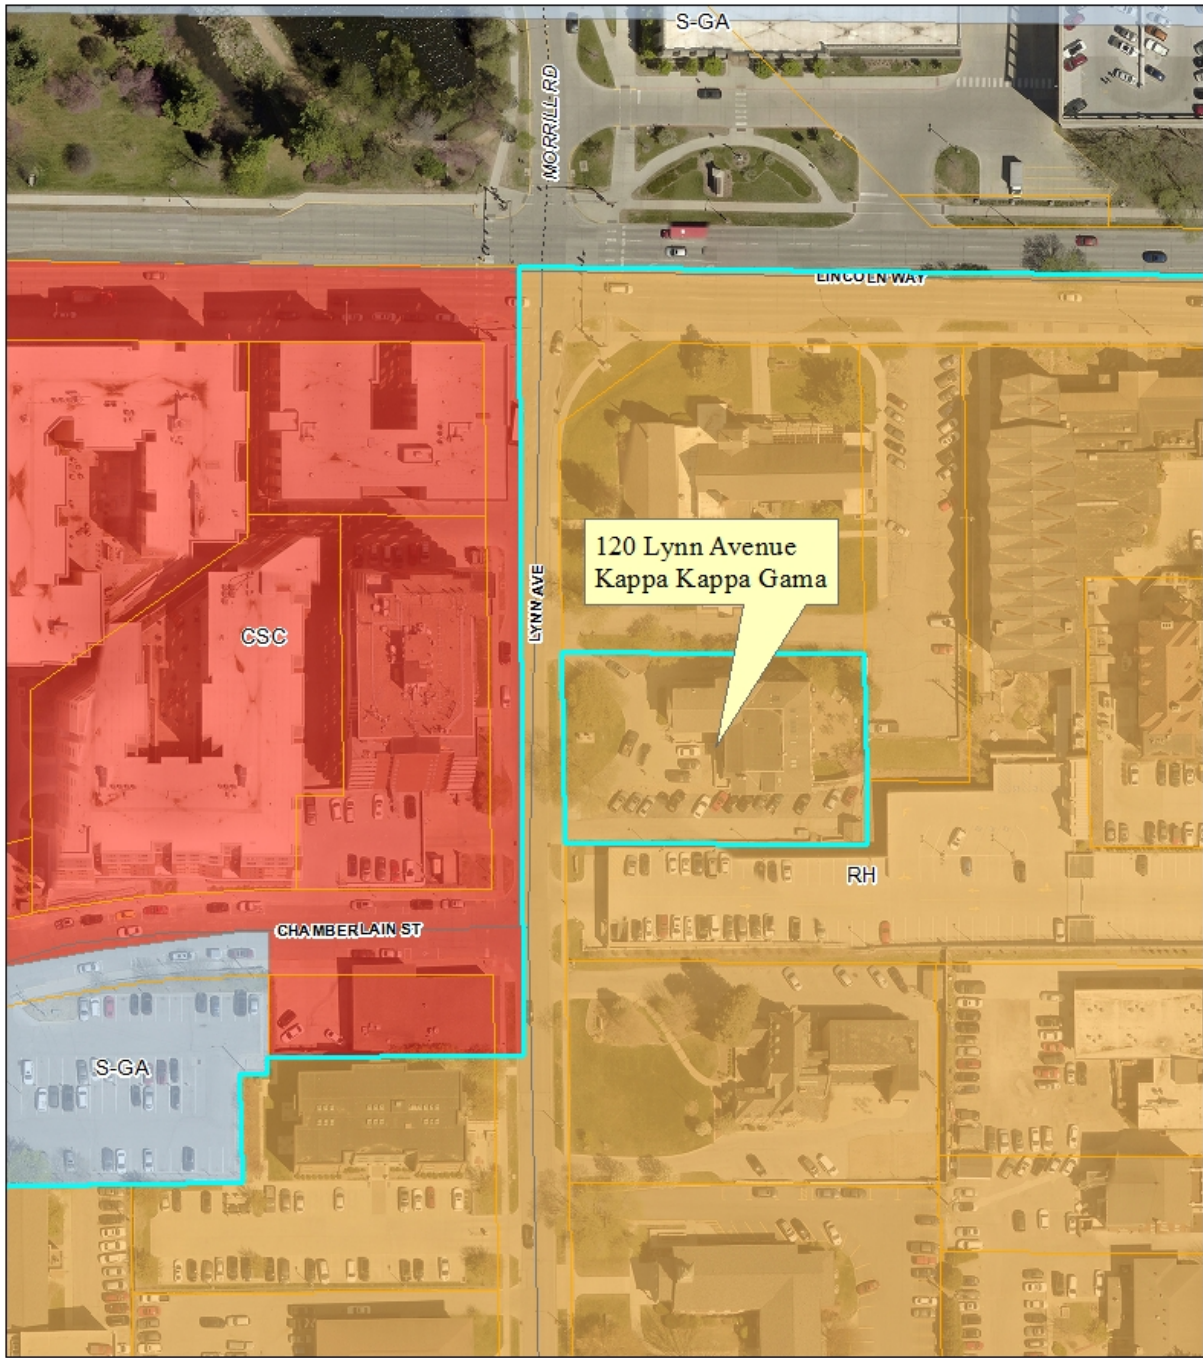 S-GA
MORRILL RD
LINCOLN WAY
120 Lynn Avenue
Kappa Kappa Gama
LYNN AVE
CSC
RH
CHAMBERLAIN ST
S-GA